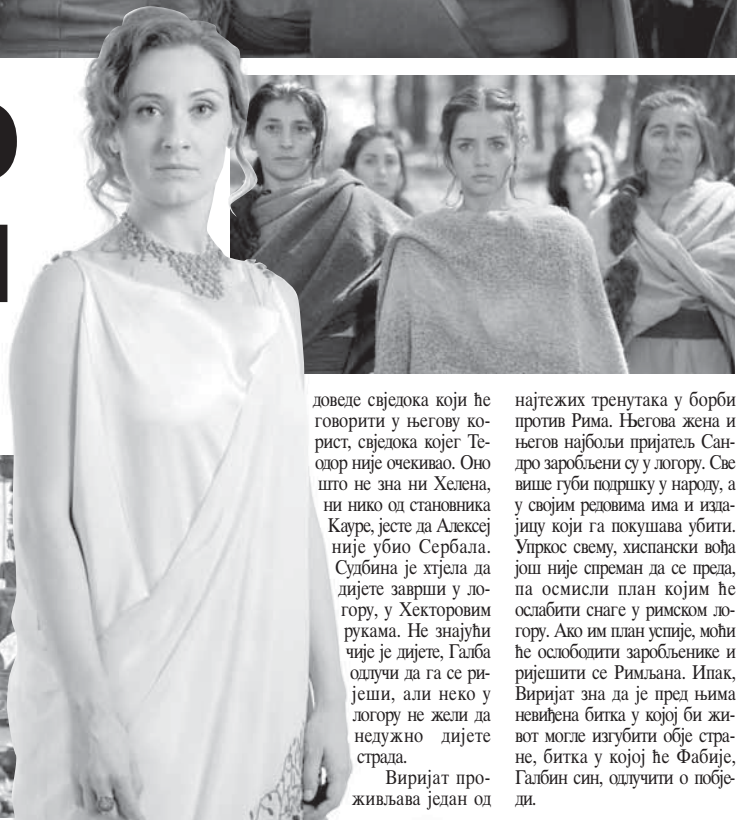 доведе свједока који ће
говорити у његову ко-
рист, свједока којег Те-
одор није очекивао. Оно
што не зна ни Хелена,
ни нико од становника
Кауре, јесте да Алексеј
није убио Сербала.
Судбина је хтјела да
дијете заврши у ло-
гору, у Хекторовим
рукама. Не знајући
чије је дијете, Галба
одлучи да га се ри-
јеши, али неко у
логору не жели да
недужно дијете
страда.
Виријат про-
живљава један од
најтежих тренутака у борби
против Рима. Његова жена и
његов најбољи пријатељ Сан-
дро заробљени су у логору. Све
више губи подршку у народу, а
у својим редовима има и изда-
јицу који га покушава убити.
Упркос свему, хиспански вођа
још није спреман да се преда,
па осмисли план којим ће
ослабити снаге у римском ло-
гору. Ако им план успије, моћи
ће ослободити заробљенике и
ријешити се Римљана. Ипак,
Виријат зна да је пред њима
невиђена битка у којој би жи-
вот могле изгубити обје стра-
не, битка у којој ће Фабије,
Галбин син, одлучити о побје-
ди.